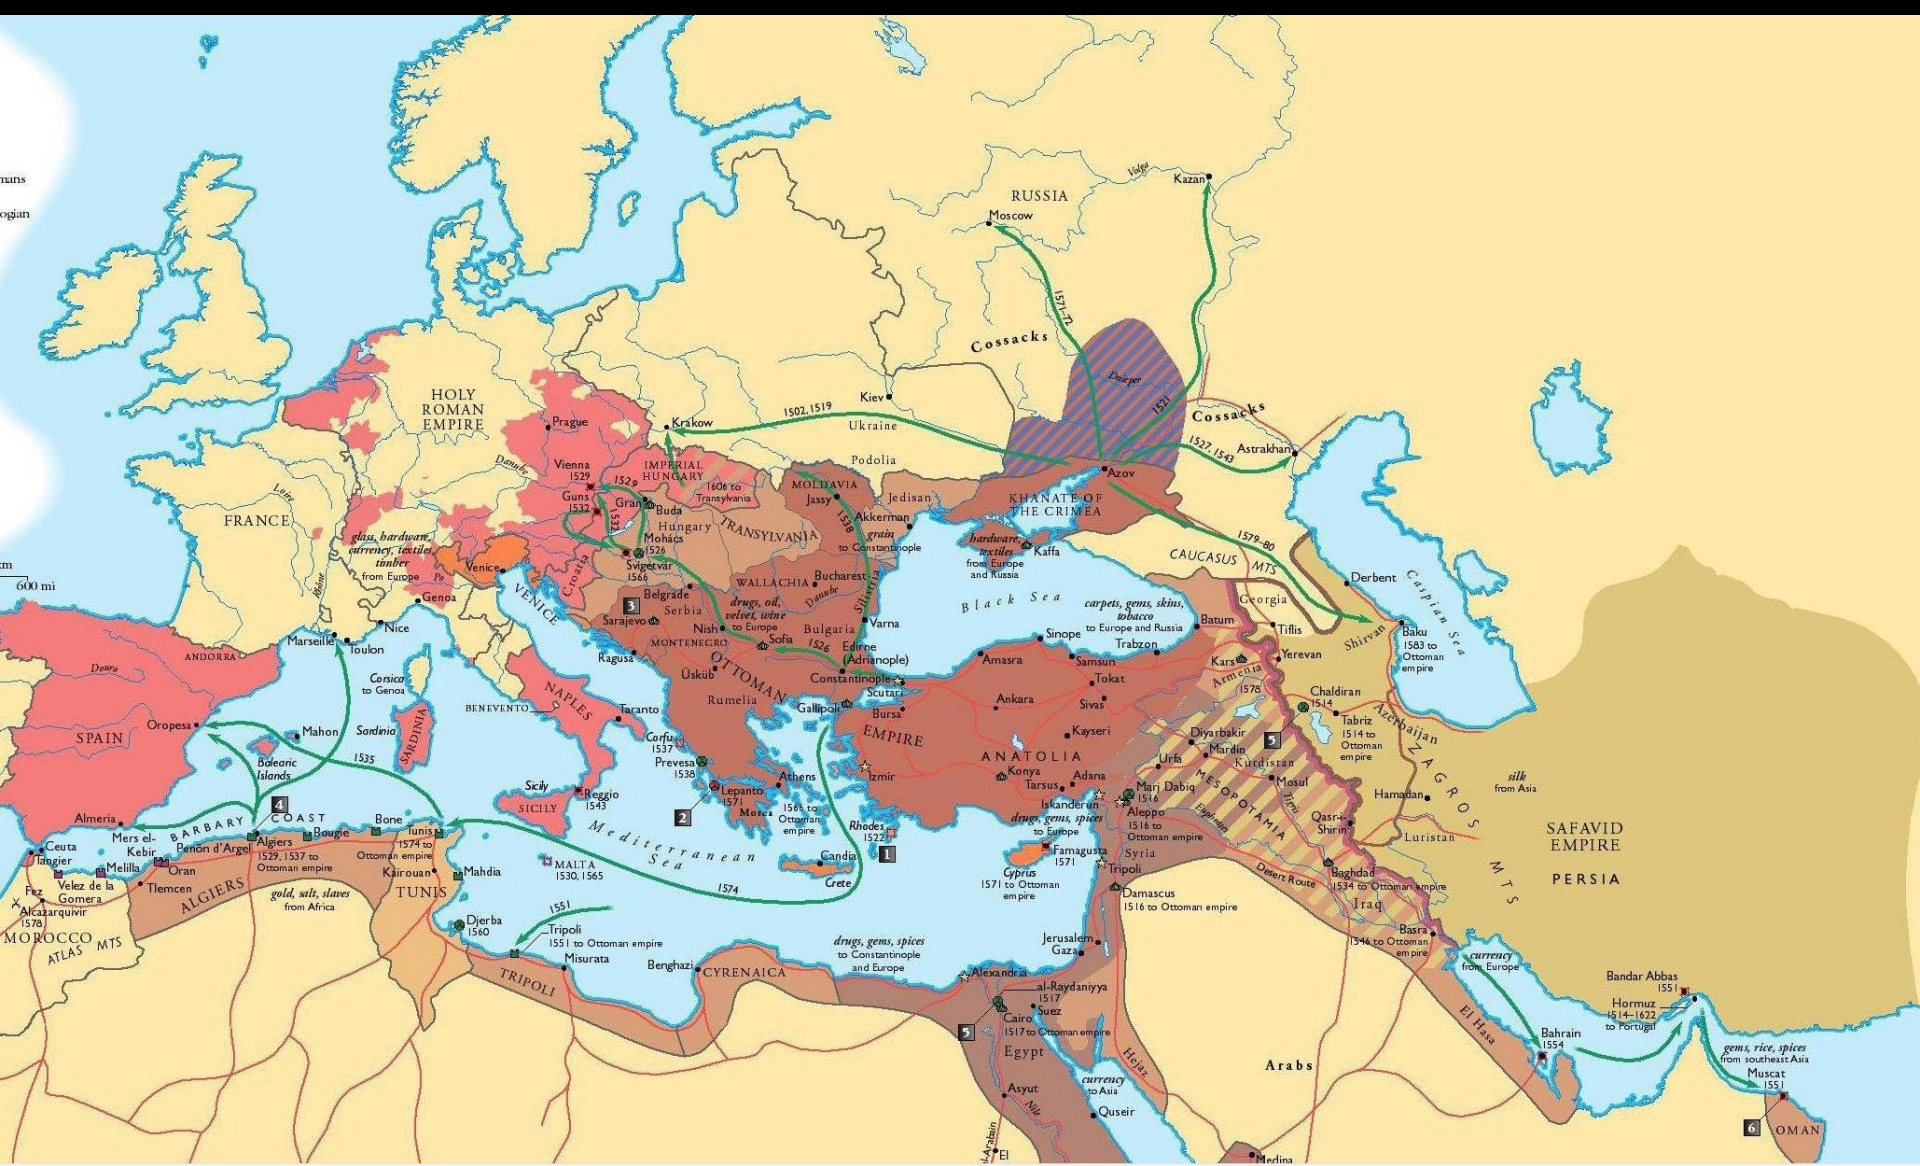 mans
ogian
m
600 mi
RUSSIA
Moscow
Volga
Kazan
1571–72
Cossacks
Dnieper
1521
Cossacks
1527, 1543
Astrakhan
Kiev
1502, 1519
Ukraine
Krakow
Podolia
HOLY
ROMAN
EMPIRE
Prague
Danube
Vienna
1529
Guns
1532
1529
IMPERIAL
HUNGARY
1606 to
Transylvania
Gran
Buda
1532
Hungary
TRANSYLVANIA
Mohács
1526
Svigetvar
1566
MOLDAVIA
Jassy
1538
Jedisan
Akkerman
grain
to Constantinople
Azov
KHANATE OF
THE CRIMEA
hardware,
textiles
from Europe
and Russia
Kaffa
1579–80
CAUCASUS MTS
Derbent
Caspian Sea
Loire
FRANCE
glass, hardware,
currency, textiles,
timber
from Europe
Rhône
Po
Venice
Genoa
VENICE
Croatia
Marseille
Toulon
Nice
3
Belgrade
Serbia
Sarajevo
MONTENEGRO
Ragusa
Nish
Üsküb
WALLACHIA
Bucharest
Danube
Silistria
drugs, oil,
velvet, wine
to Europe
Sofia
Bulgaria
Varna
1526
Edirne
(Adrianople)
Constantinople
Scutari
Gallipoli
OTTOMAN
EMPIRE
Rumelia
Black Sea
carpets, gems, skins,
tobacco
to Europe and Russia
Sinope
Amasra
Samsun
Trabzon
Batum
Georgia
Tiflis
Shirvan
Baku
1583 to
Ottoman
empire
Kars
Yerevan
Armenia
1578
Chaldiran
1514
Tabriz
1514 to
Ottoman
empire
Azerbaijan
ZAGROS
MTS
Tokat
Sivas
Ankara
Bursa
Kayseri
ANATOLIA
Konya
Tarsus
Adana
Izmir
Diyarbakir
Mardin
Urfa
5
Kurdistan
Mosul
MESOPOTAMIA
Tigris
Euphrates
Qasr-i
Shirin
Hamadan
Luristan
silk
from Asia
SAFAVID
EMPIRE
PERSIA
ANDORRA
Douro
Corsica
to Genoa
Oropesa
SPAIN
Mahon
Balearic
Islands
Sardinia
SARDINIA
BENEVENTO
NAPLES
Taranto
Corfu
1537
Prevesa
1538
2
Lepanto
1571
Athens
Morea
1566 to
Ottoman
empire
Rhodes
1522
1
Candia
Crete
1535
4
Almeria
BARBARY COAST
Mers el-
Kebir
Penon d'Argel
Algiers
1529, 1537 to
Ottoman empire
Bougie
Bone
Tunis
1574 to
Ottoman empire
Kairouan
TUNIS
Mahdia
Sicily
SICILY
Reggio
1543
Mediterranean
Sea
MALTA
1530, 1565
1574
Ceuta
Tangier
Melilla
Velez de la
Gomera
Oran
Tlemcen
Fez
Alcazarquivir
1578
MOROCCO
ATLAS MTS
ALGIERS
gold, salt, slaves
from Africa
Djerba
1560
1551
Tripoli
1551 to Ottoman empire
Misurata
TRIPOLI
Benghazi
CYRENAICA
Marj Dabiq
1516
Iskanderun
drugs, gems, spices
to Europe
Aleppo
1516 to
Ottoman empire
Famagusta
1571
Cyprus
1571 to Ottoman
empire
Syria
Tripoli
Damascus
1516 to Ottoman empire
Desert Route
Baghdad
1534 to Ottoman empire
Iraq
Basra
1546 to Ottoman
empire
drugs, gems, spices
to Constantinople
and Europe
Jerusalem
Gaza
Alexandria
al-Raydaniyya
1517
Suez
Cairo
1517 to Ottoman empire
5
Egypt
Asyut
Nile
currency
to Asia
Quseir
Hejaz
Arabs
Medina
El
currency
from Europe
El Hasa
Bahrain
1554
Bandar Abbas
1551
Hormuz
1514–1622
to Portugal
gems, rice, spices
from southeast Asia
Muscat
1551
6
OMAN